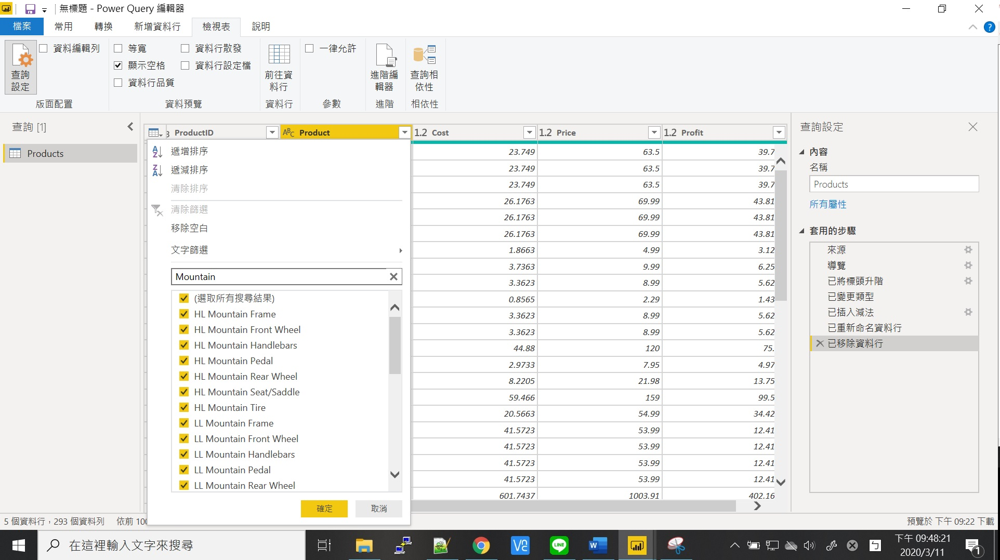 無標題 - Power Query 編輯器
檔案 常用 轉換 新增資料行 檢視表 說明
查詢設定
資料編輯列
版面配置
等寬
顯示空格
資料行品質
資料行散發
資料行設定檔
資料預覽
前往資料行
資料行
一律允許
參數
進階編輯器
進階
查詢相依性
相依性
查詢 [1]
Products
3 ProductID
ABC Product
1.2 Cost
1.2 Price
1.2 Profit
遞增排序
遞減排序
清除排序
清除篩選
移除空白
文字篩選
Mountain
(選取所有搜尋結果)
HL Mountain Frame
HL Mountain Front Wheel
HL Mountain Handlebars
HL Mountain Pedal
HL Mountain Rear Wheel
HL Mountain Seat/Saddle
HL Mountain Tire
LL Mountain Frame
LL Mountain Front Wheel
LL Mountain Handlebars
LL Mountain Pedal
LL Mountain Rear Wheel
確定 取消
23.749 63.5 39.7
23.749 63.5 39.7
23.749 63.5 39.7
26.1763 69.99 43.81
26.1763 69.99 43.81
26.1763 69.99 43.81
1.8663 4.99 3.12
3.7363 9.99 6.25
3.3623 8.99 5.62
0.8565 2.29 1.43
3.3623 8.99 5.62
3.3623 8.99 5.62
44.88 120 75.
2.9733 7.95 4.97
8.2205 21.98 13.75
59.466 159 99.5
20.5663 54.99 34.42
41.5723 53.99 12.41
41.5723 53.99 12.41
41.5723 53.99 12.41
41.5723 53.99 12.41
601.7437 1003.91 402.16
查詢設定
內容
名稱
Products
所有屬性
套用的步驟
來源
導覽
已將標頭升階
已變更類型
已插入減法
已重新命名資料行
已移除資料行
5 個資料行，293 個資料列 依前 100
預覽於 下午 09:22 下載
在這裡輸入文字來搜尋
LINE
W
ㄅ
下午 09:48:21
2020/3/11
1